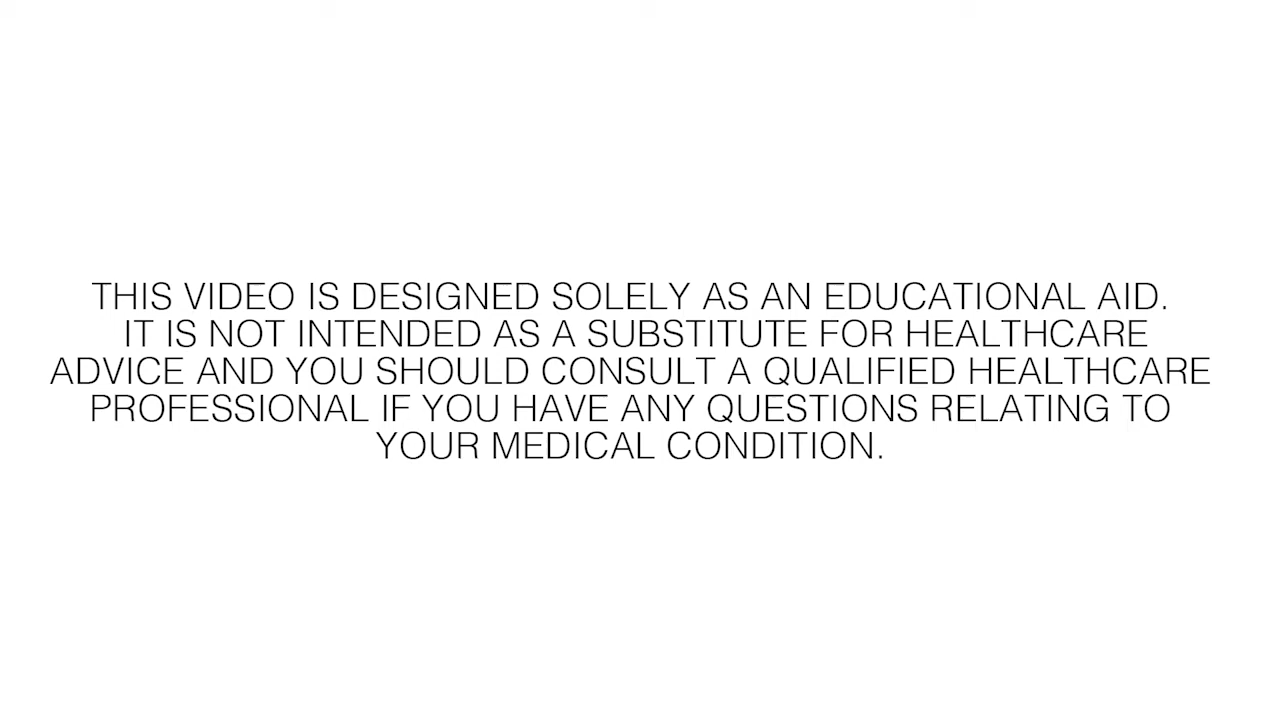 THIS VIDEO IS DESIGNED SOLELY AS AN EDUCATIONAL AID.
IT IS NOT INTENDED AS A SUBSTITUTE FOR HEALTHCARE
ADVICE AND YOU SHOULD CONSULT A QUALIFIED HEALTHCARE
PROFESSIONAL IF YOU HAVE ANY QUESTIONS RELATING TO
YOUR MEDICAL CONDITION.